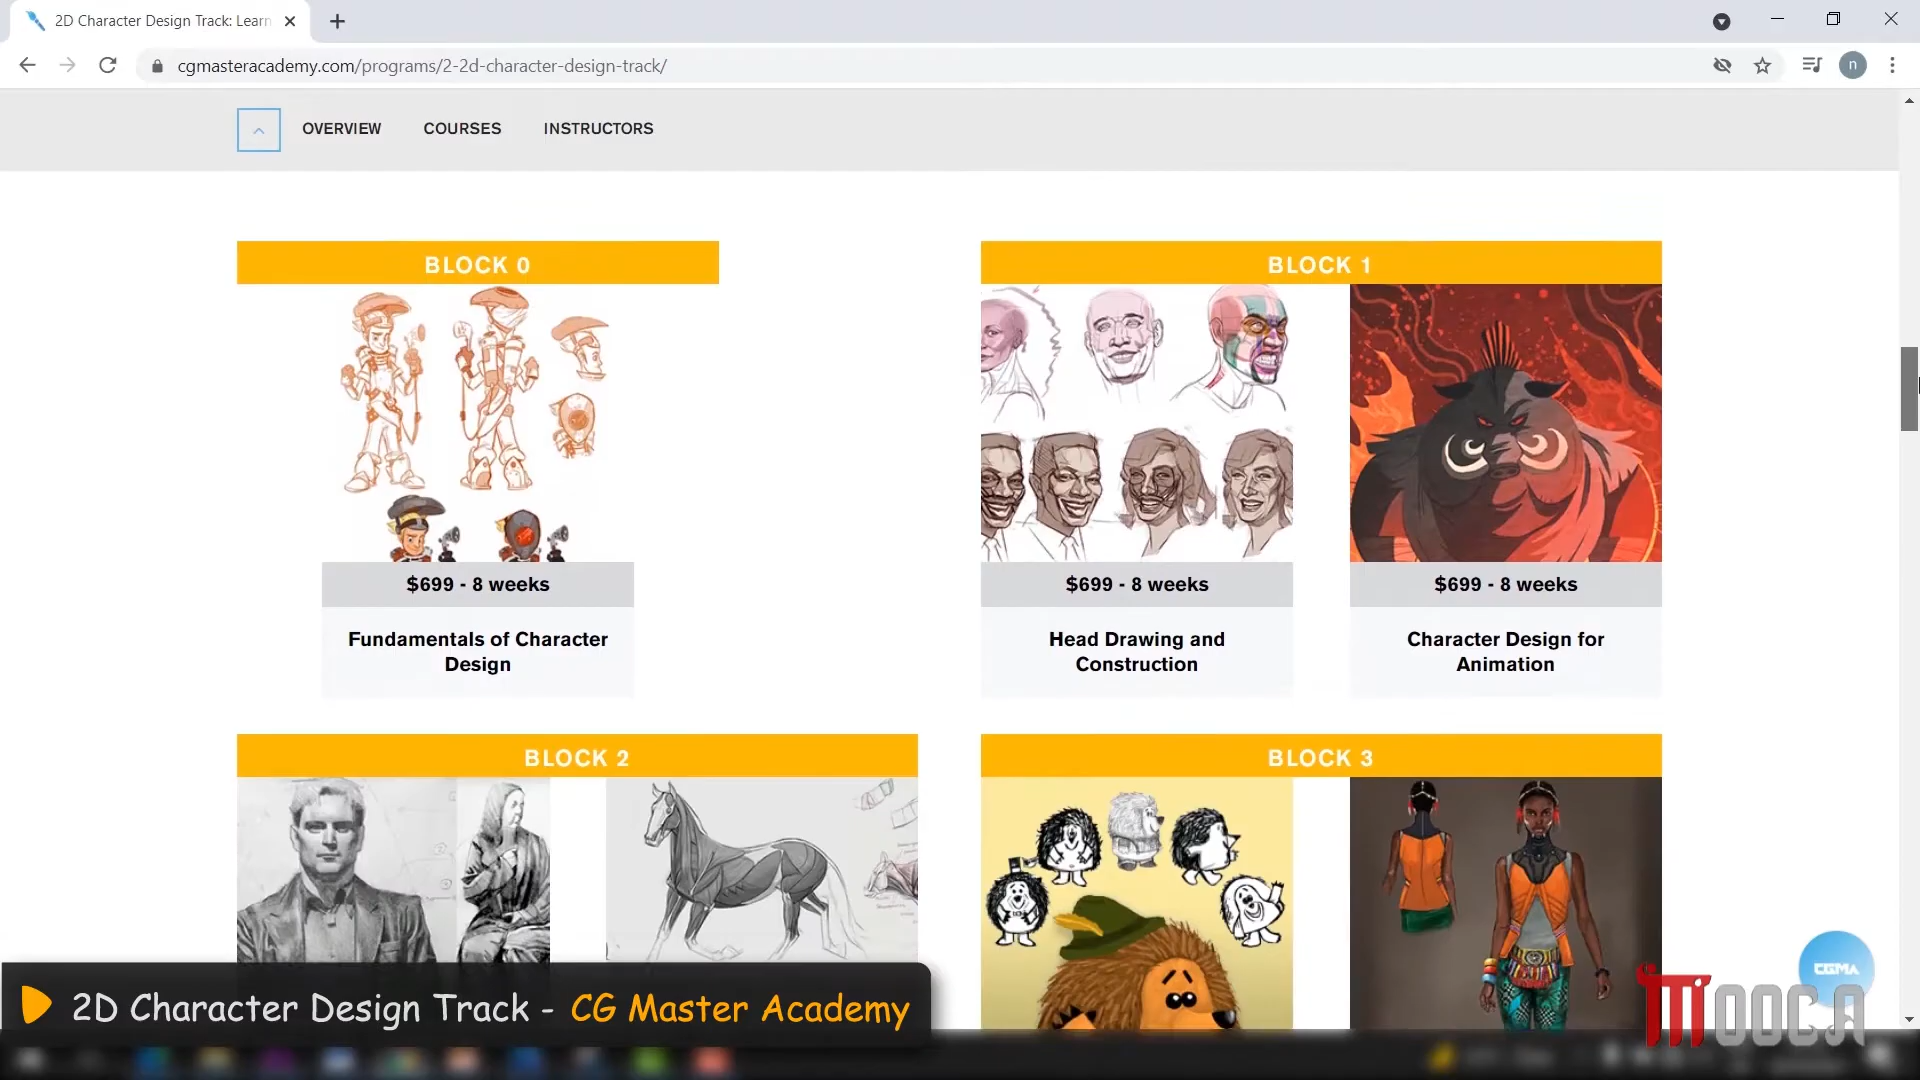 2D Character Design Track: Learn
cgmasteracademy.com/programs/2-2d-character-design-track/
n
OVERVIEW
COURSES
INSTRUCTORS
BLOCK 0
BLOCK 1
$699 - 8 weeks
$699 - 8 weeks
$699 - 8 weeks
Fundamentals of Character
Design
Head Drawing and
Construction
Character Design for
Animation
BLOCK 2
BLOCK 3
CGMA
2D Character Design Track - CG Master Academy
MOOCA